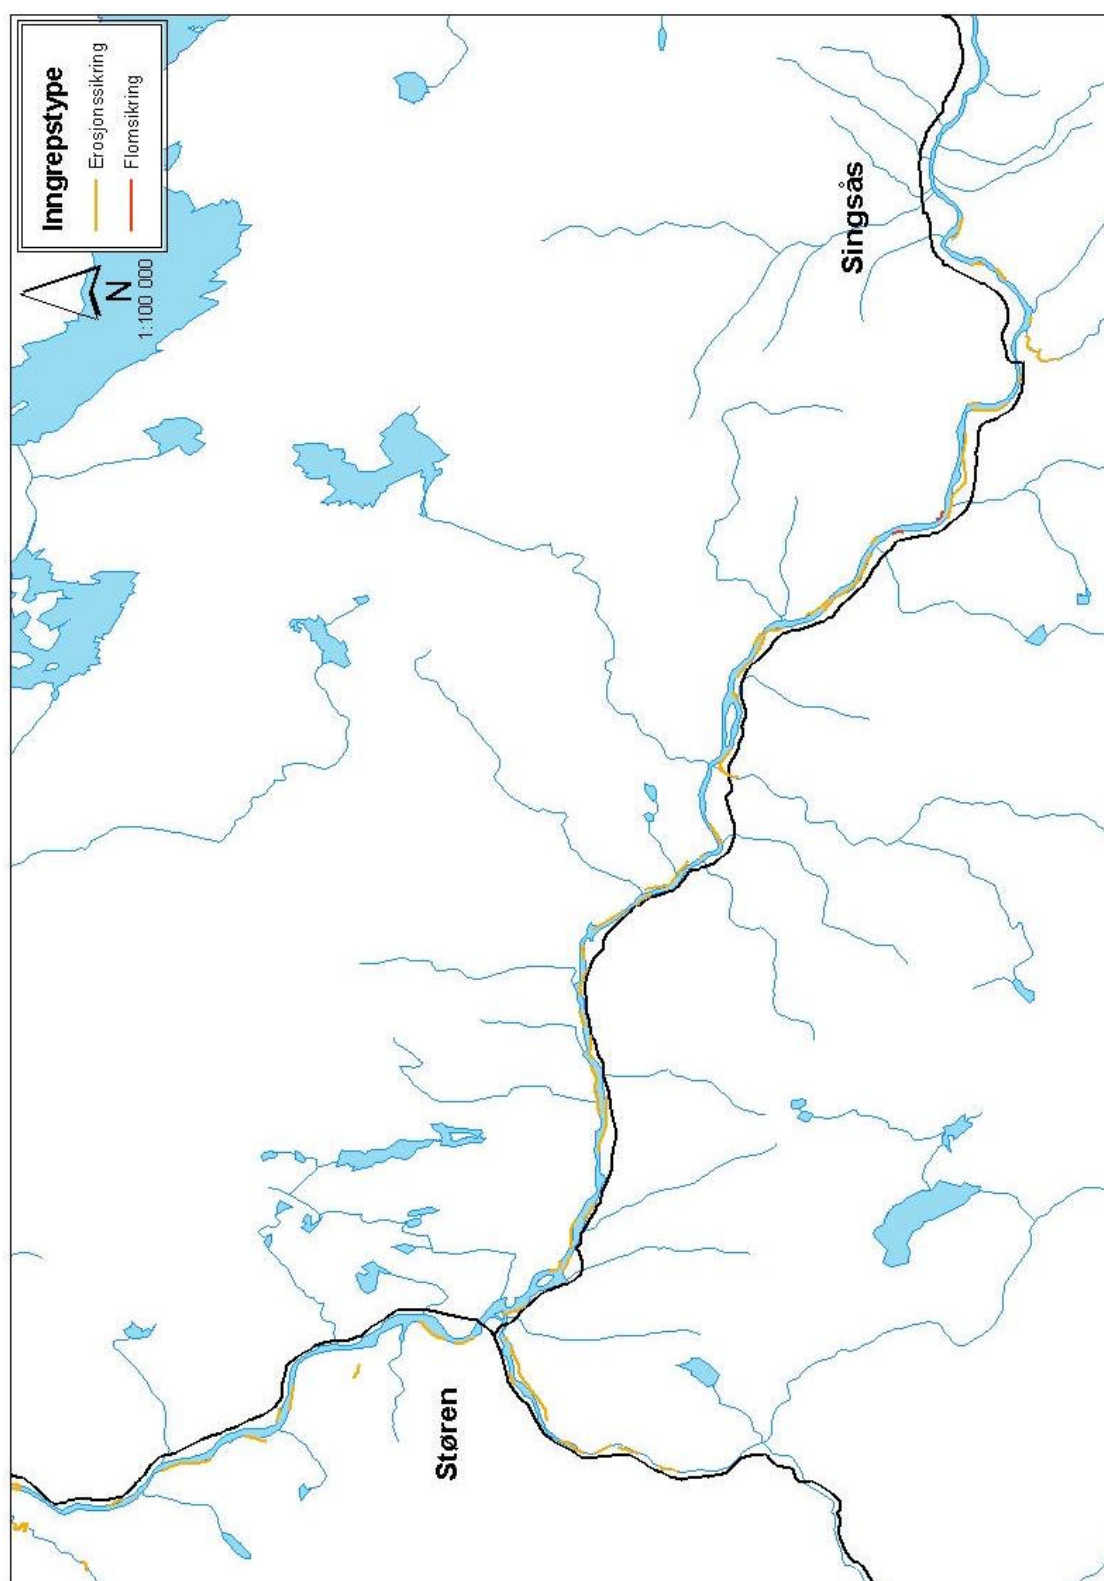 Inngrepstype
Erosjonssikring
Flomsikring
N
1:100 000
Støren
Singsås